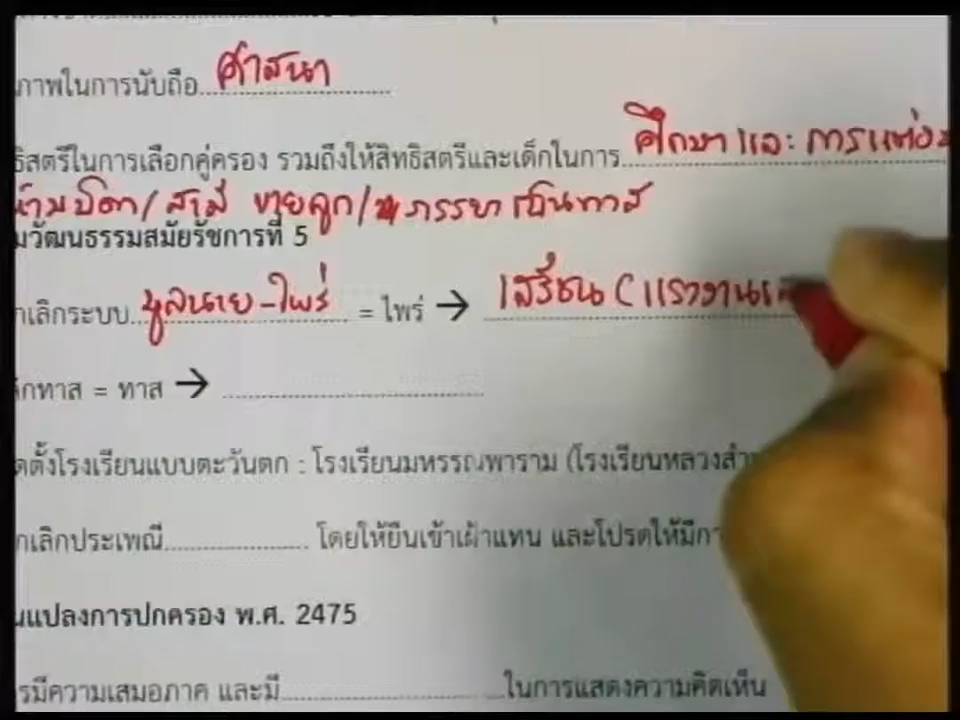 ภาพในการนับถือ ศาสนา
ธิสตรีในการเลือกคู่ครอง รวมถึงให้สิทธิสตรีและเด็กในการ ศึกษา และ การแต่ง
ห้ามบิดา/สามี ขายลูก/ภรรยา เป็นทาส
มวัฒนธรรมสมัยรัชการที่ 5
กเลิกระบบ มูลนาย-ไพร่ = ไพร่ → เสรีชน (แรงงาน
ลิกทาส = ทาส →
ดตั้งโรงเรียนแบบตะวันตก : โรงเรียนมหรรณพาราม (โรงเรียนหลวงสำ
กเลิกประเพณี โดยให้ยืนเข้าเฝ้าแทน และโปรดให้มี
นแปลงการปกครอง พ.ศ. 2475
รมีความเสมอภาค และมี ในการแสดงความคิดเห็น